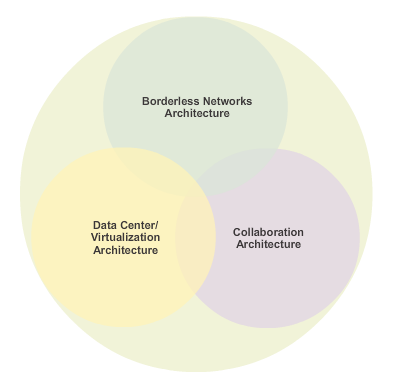 Borderless Networks
Architecture
Data Center/
Virtualization
Architecture
Collaboration
Architecture